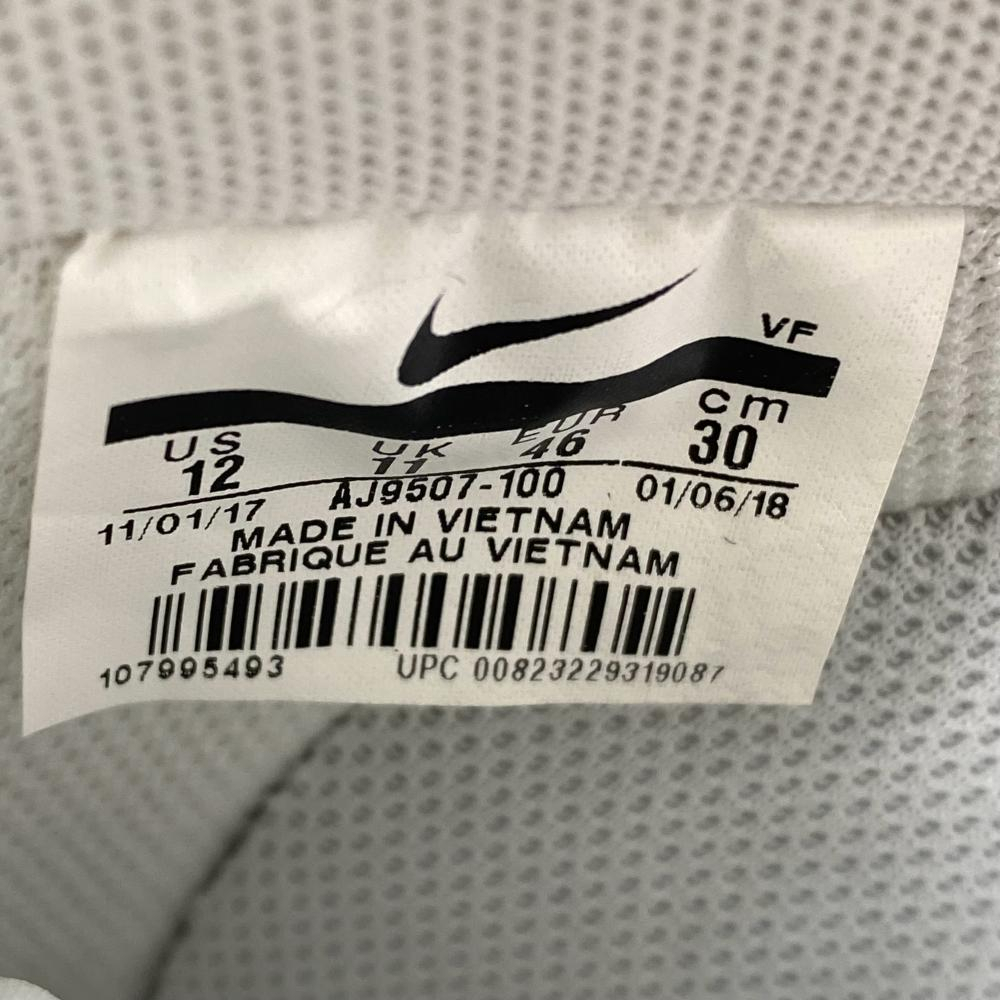 VF
US UK EUR cm
12 11 46 30
11/01/17 AJ9507-100 01/06/18
MADE IN VIETNAM
FABRIQUE AU VIETNAM
107995493 UPC 00823229319087